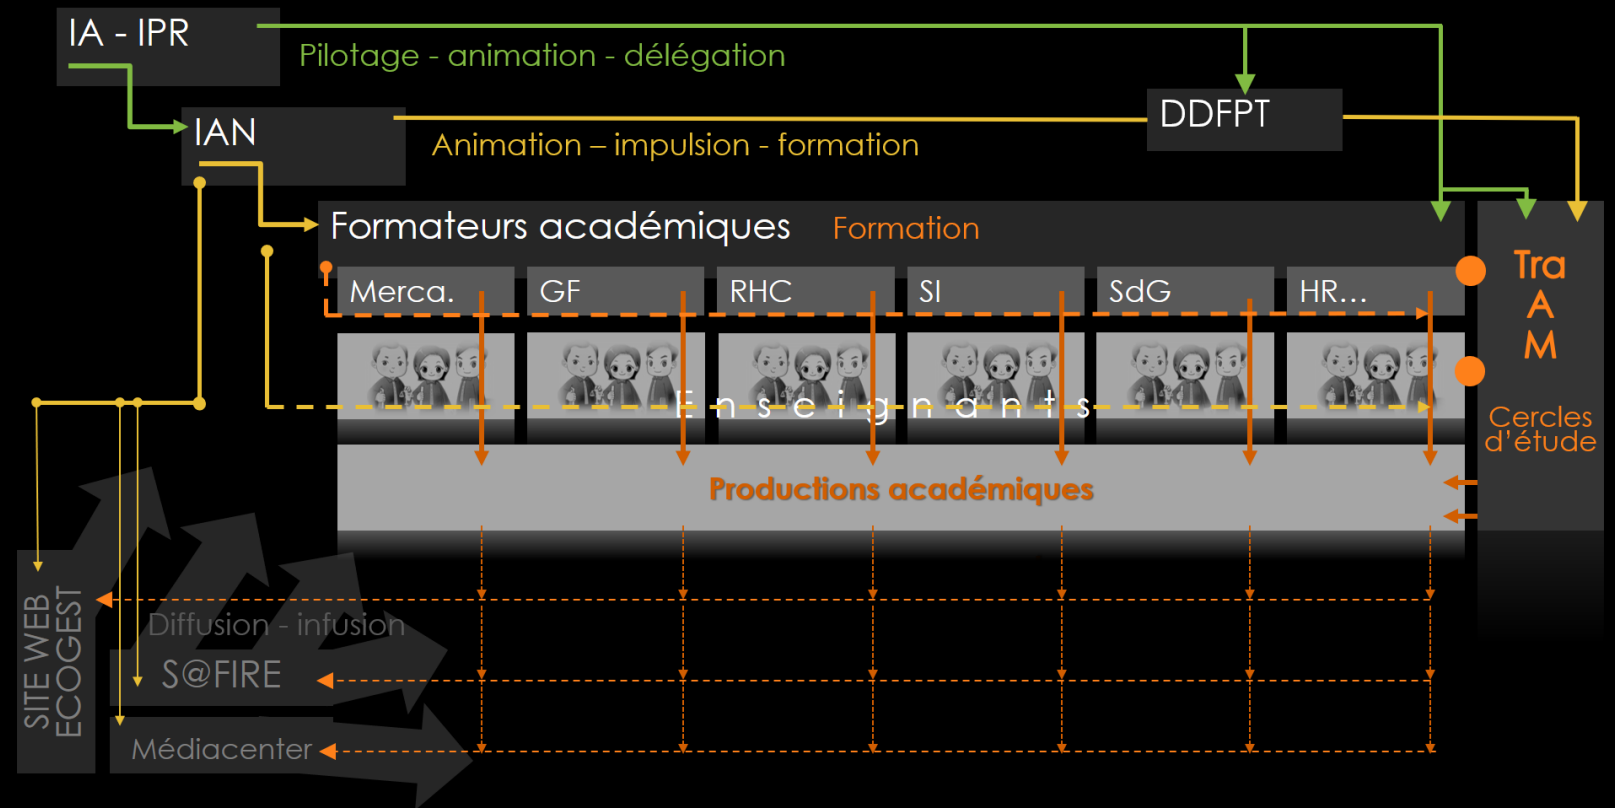 IA - IPR
Pilotage - animation - délégation
IAN
Animation – impulsion - formation
DDFPT
Formateurs académiques
Formation
Merca.
GF
RHC
SI
SdG
HR...
Tra
A
M
Enseignants
Cercles
d'étude
Productions académiques
Diffusion - infusion
SITE WEB
ECOGEST
S@FIRE
Médiacenter